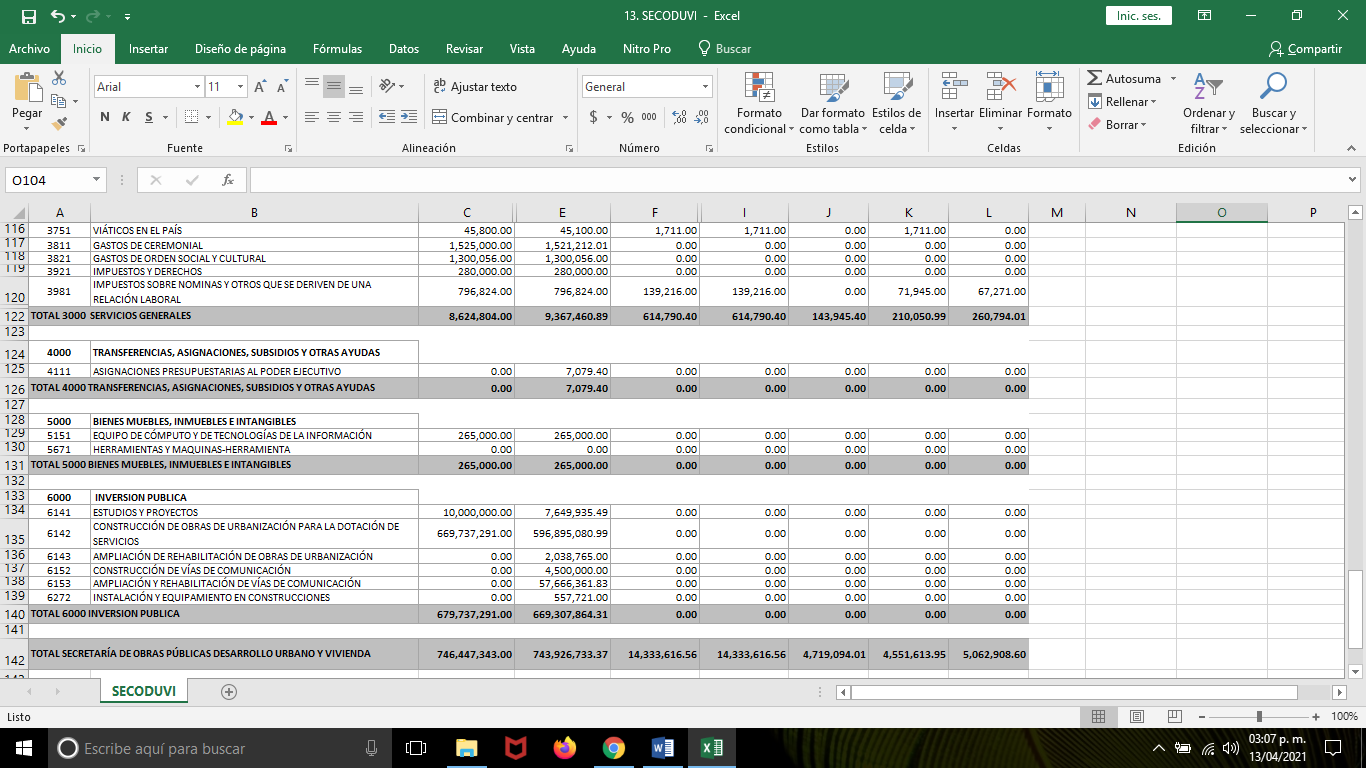 13. SECODUVI - Excel
Inic. ses.
Archivo Inicio Insertar Diseño de página Fórmulas Datos Revisar Vista Ayuda Nitro Pro Buscar Compartir
Pegar
Arial 11
N K S
Ajustar texto
Combinar y centrar
General
$ % 000
Formato condicional
Dar formato como tabla
Estilos de celda
Insertar Eliminar Formato
Autosuma
Rellenar
Borrar
Ordenar y filtrar
Buscar y seleccionar
Portapapeles Fuente Alineación Número Estilos Celdas Edición
O104 fx
A B C E F I J K L M N O P
116 3751 VIÁTICOS EN EL PAÍS 45,800.00 45,100.00 1,711.00 1,711.00 0.00 1,711.00 0.00
117 3811 GASTOS DE CEREMONIAL 1,525,000.00 1,521,212.01 0.00 0.00 0.00 0.00 0.00
118 3821 GASTOS DE ORDEN SOCIAL Y CULTURAL 1,300,056.00 1,300,056.00 0.00 0.00 0.00 0.00 0.00
119 3921 IMPUESTOS Y DERECHOS 280,000.00 280,000.00 0.00 0.00 0.00 0.00 0.00
120 3981 IMPUESTOS SOBRE NOMINAS Y OTROS QUE SE DERIVEN DE UNA
RELACIÓN LABORAL 796,824.00 796,824.00 139,216.00 139,216.00 0.00 71,945.00 67,271.00
122 TOTAL 3000 SERVICIOS GENERALES 8,624,804.00 9,367,460.89 614,790.40 614,790.40 143,945.40 210,050.99 260,794.01
123
124 4000 TRANSFERENCIAS, ASIGNACIONES, SUBSIDIOS Y OTRAS AYUDAS
125 4111 ASIGNACIONES PRESUPUESTARIAS AL PODER EJECUTIVO 0.00 7,079.40 0.00 0.00 0.00 0.00 0.00
126 TOTAL 4000 TRANSFERENCIAS, ASIGNACIONES, SUBSIDIOS Y OTRAS AYUDAS 0.00 7,079.40 0.00 0.00 0.00 0.00 0.00
127
128 5000 BIENES MUEBLES, INMUEBLES E INTANGIBLES
129 5151 EQUIPO DE CÓMPUTO Y DE TECNOLOGÍAS DE LA INFORMACIÓN 265,000.00 265,000.00 0.00 0.00 0.00 0.00 0.00
130 5671 HERRAMIENTAS Y MAQUINAS-HERRAMIENTA 0.00 0.00 0.00 0.00 0.00 0.00 0.00
131 TOTAL 5000 BIENES MUEBLES, INMUEBLES E INTANGIBLES 265,000.00 265,000.00 0.00 0.00 0.00 0.00 0.00
132
133 6000 INVERSION PUBLICA
134 6141 ESTUDIOS Y PROYECTOS 10,000,000.00 7,649,935.49 0.00 0.00 0.00 0.00 0.00
135 6142 CONSTRUCCIÓN DE OBRAS DE URBANIZACIÓN PARA LA DOTACIÓN DE
SERVICIOS 669,737,291.00 596,895,080.99 0.00 0.00 0.00 0.00 0.00
136 6143 AMPLIACIÓN DE REHABILITACIÓN DE OBRAS DE URBANIZACIÓN 0.00 2,038,765.00 0.00 0.00 0.00 0.00 0.00
137 6152 CONSTRUCCIÓN DE VÍAS DE COMUNICACIÓN 0.00 4,500,000.00 0.00 0.00 0.00 0.00 0.00
138 6153 AMPLIACIÓN Y REHABILITACIÓN DE VÍAS DE COMUNICACIÓN 0.00 57,666,361.83 0.00 0.00 0.00 0.00 0.00
139 6272 INSTALACIÓN Y EQUIPAMIENTO EN CONSTRUCCIONES 0.00 557,721.00 0.00 0.00 0.00 0.00 0.00
140 TOTAL 6000 INVERSION PUBLICA 679,737,291.00 669,307,864.31 0.00 0.00 0.00 0.00 0.00
141
142 TOTAL SECRETARÍA DE OBRAS PÚBLICAS DESARROLLO URBANO Y VIVIENDA 746,447,343.00 743,926,733.37 14,333,616.56 14,333,616.56 4,719,094.01 4,551,613.95 5,062,908.60
SECODUVI
Listo 100%
Escribe aquí para buscar
03:07 p. m.
13/04/2021